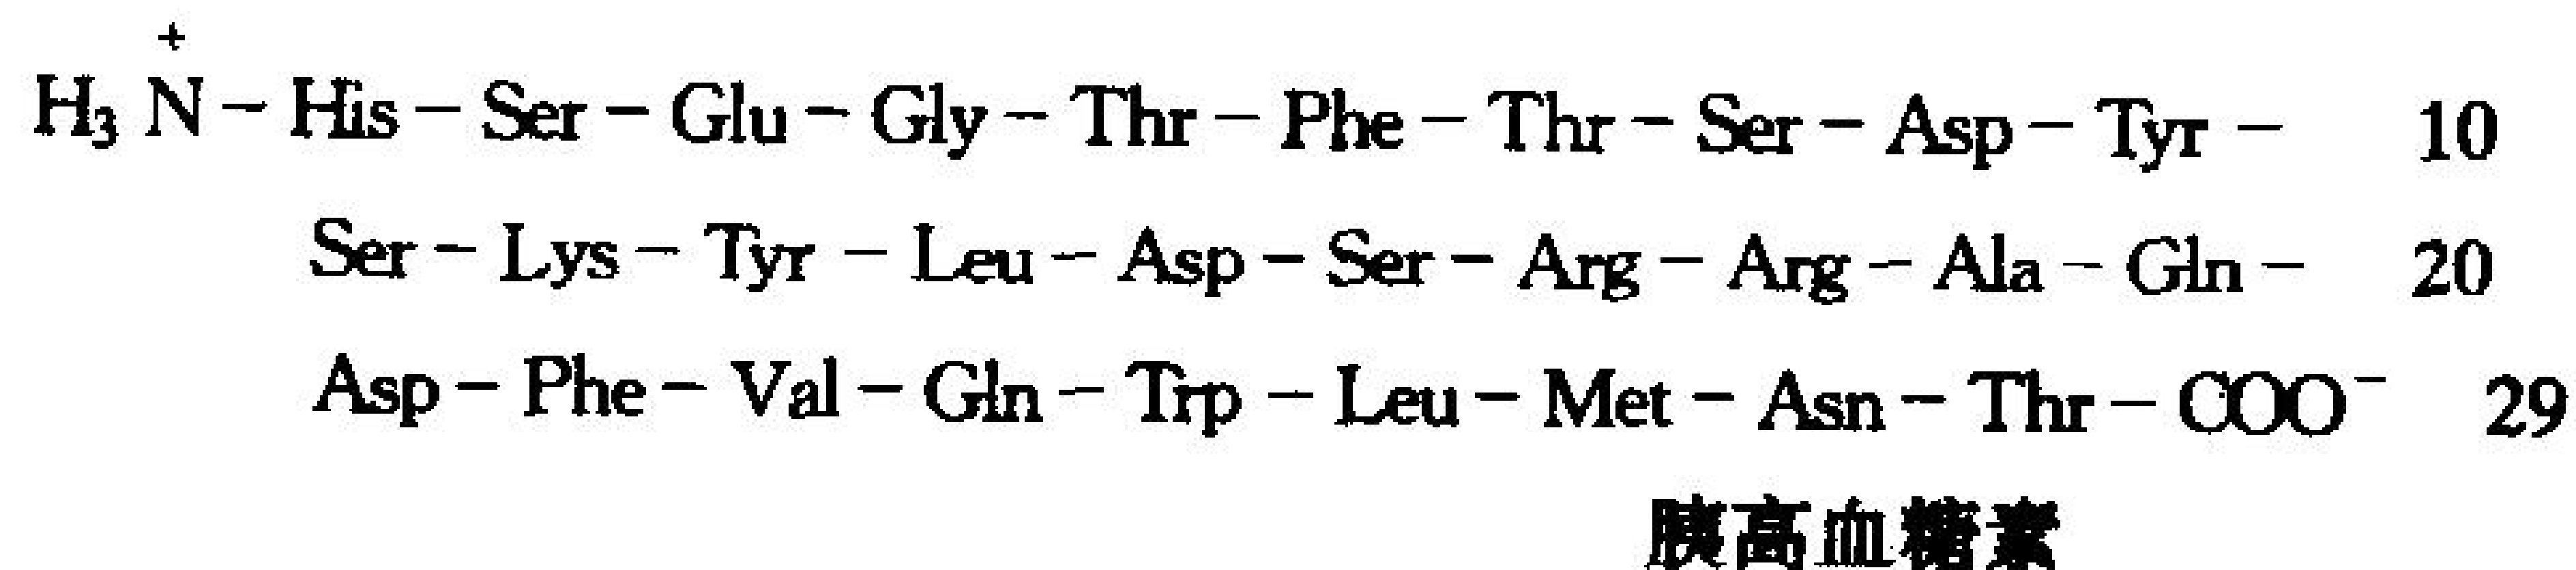 H₃N⁺ - His - Ser - Glu - Gly - Thr - Phe - Thr - Ser - Asp - Tyr - 10
Ser - Lys - Tyr - Leu - Asp - Ser - Arg - Arg - Ala - Gln - 20
Asp - Phe - Val - Gln - Trp - Leu - Met - Asn - Thr - COO⁻ 29
胰高血糖素